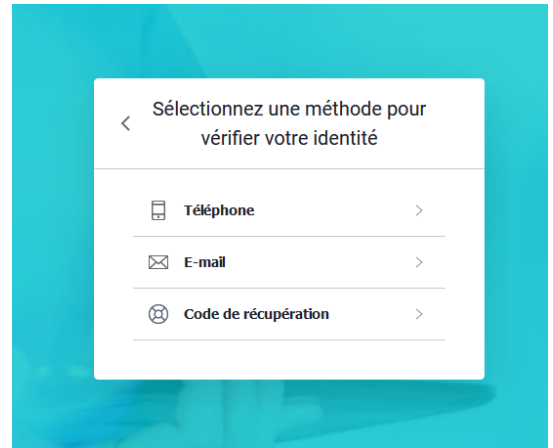 Sélectionnez une méthode pour
vérifier votre identité
Téléphone
E-mail
Code de récupération